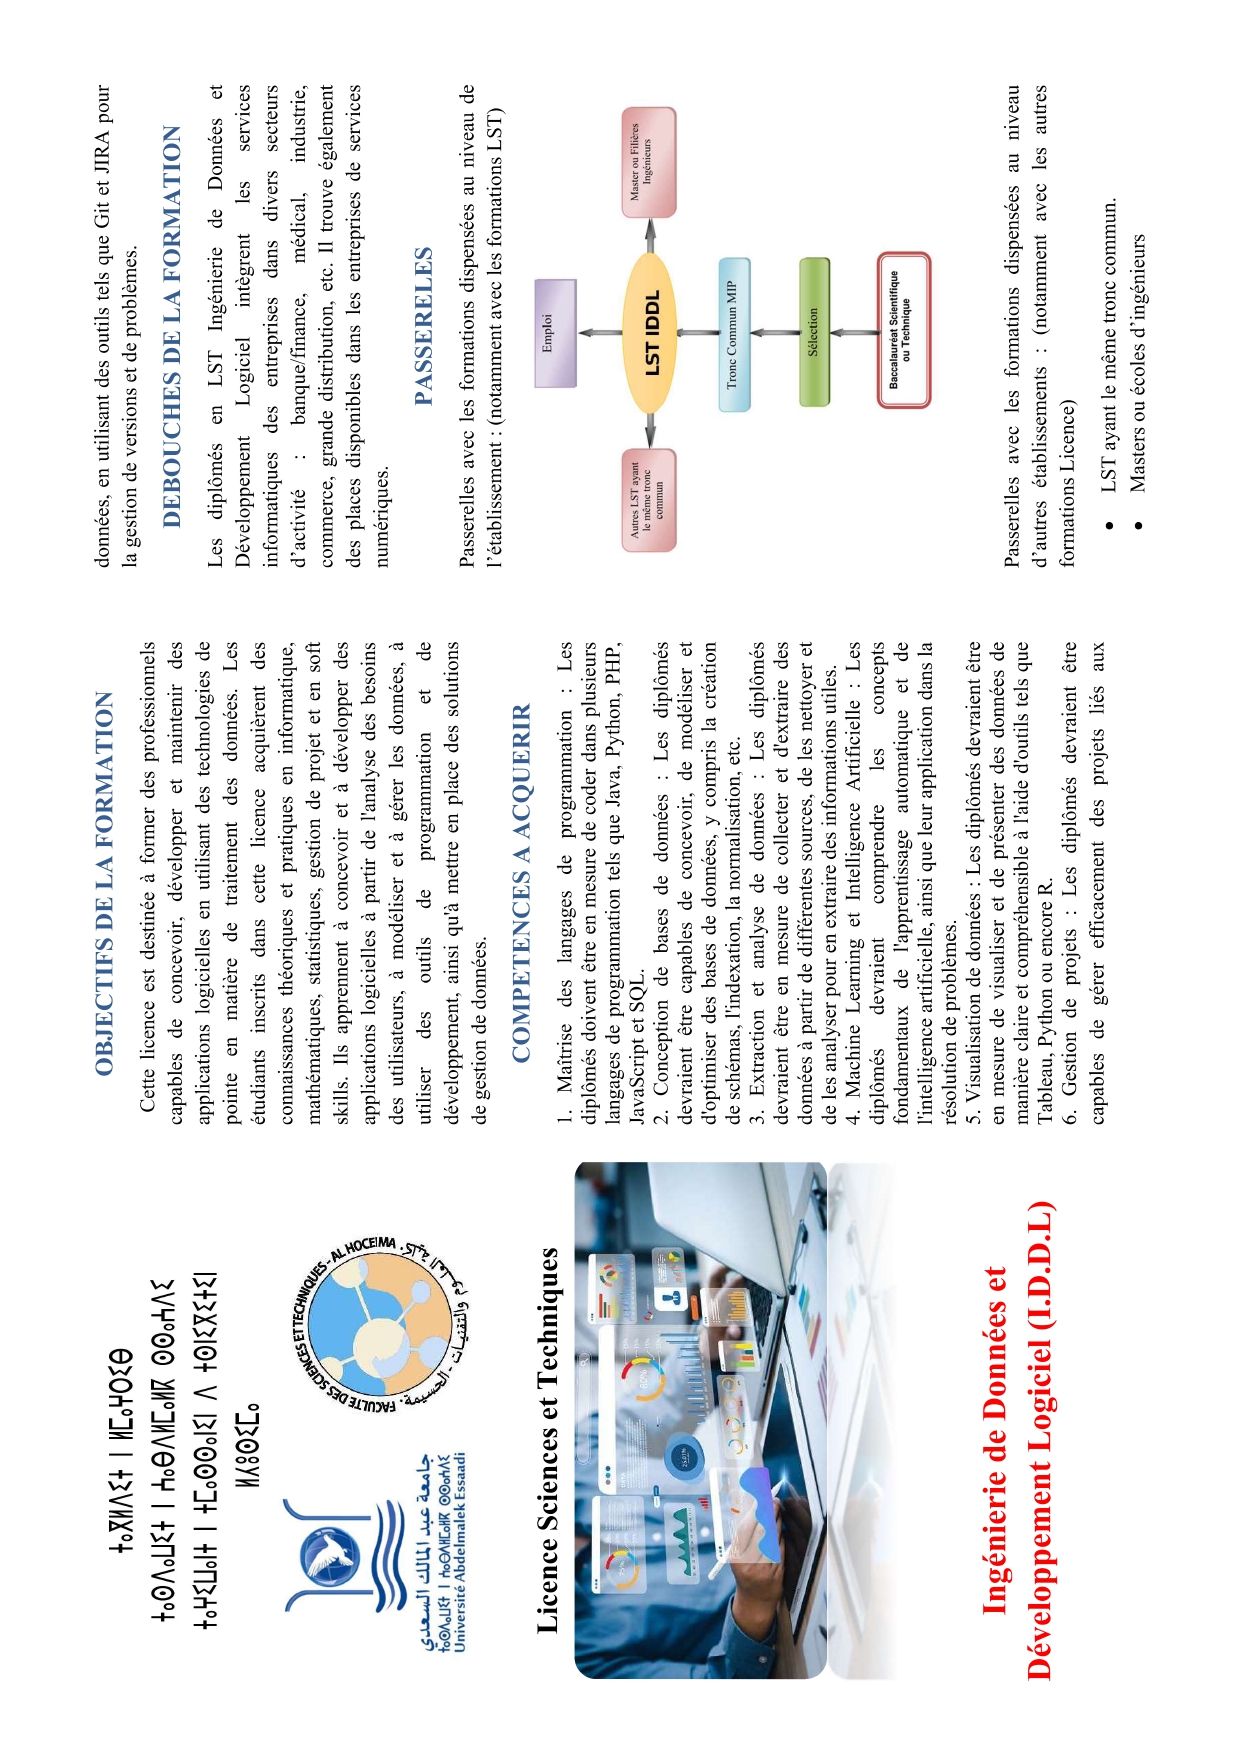 ⵜⴰⴳⵍⴷⵉⵜ ⵏ ⵍⵎⴰⵖⵔⵉⴱ
ⵜⴰⵙⴷⴰⵡⵉⵜ ⵏ ⵄⴰⴱⴷⵍⵎⴰⵍⴽ ⵙⵙⴰⵄⴷⵉ
ⵜⴰⵖⵉⵡⴰⵏⵜ ⵏ ⵜⵎⴰⵙⵙⴰⵏⵉⵏ ⴷ ⵜⵙⵏⵉⴳⵉⵜⵉⵏ
ⵍⵃⵓⵙⵉⵎⴰ
جامعة عبد المالك السعدي
ⵜⴰⵙⴷⴰⵡⵉⵜ ⵏ ⵄⴰⴱⴷⵍⵎⴰⵍⴽ ⵙⵙⴰⵄⴷⵉ
Université Abdelmalek Essaadi
FACULTE DES SCIENCES ET TECHNIQUES - AL HOCEIMA
كلية العلوم والتقنيات - الحسيمة
Licence Sciences et Techniques
75%
80%
25.01%
Ingénierie de Données et
Développement Logiciel (I.D.D.L)
OBJECTIFS DE LA FORMATION
Cette licence est destinée à former des professionnels
capables de concevoir, développer et maintenir des
applications logicielles en utilisant des technologies de
pointe en matière de traitement des données. Les
étudiants inscrits dans cette licence acquièrent des
connaissances théoriques et pratiques en informatique,
mathématiques, statistiques, gestion de projet et en soft
skills. Ils apprennent à concevoir et à développer des
applications logicielles à partir de l'analyse des besoins
des utilisateurs, à modéliser et à gérer les données, à
utiliser des outils de programmation et de
développement, ainsi qu'à mettre en place des solutions
de gestion de données.
COMPETENCES A ACQUERIR
1. Maîtrise des langages de programmation : Les
diplômés doivent être en mesure de coder dans plusieurs
langages de programmation tels que Java, Python, PHP,
JavaScript et SQL.
2. Conception de bases de données : Les diplômés
devraient être capables de concevoir, de modéliser et
d'optimiser des bases de données, y compris la création
de schémas, l'indexation, la normalisation, etc.
3. Extraction et analyse de données : Les diplômés
devraient être en mesure de collecter et d'extraire des
données à partir de différentes sources, de les nettoyer et
de les analyser pour en extraire des informations utiles.
4. Machine Learning et Intelligence Artificielle : Les
diplômés devraient comprendre les concepts
fondamentaux de l'apprentissage automatique et de
l'intelligence artificielle, ainsi que leur application dans la
résolution de problèmes.
5. Visualisation de données : Les diplômés devraient être
en mesure de visualiser et de présenter des données de
manière claire et compréhensible à l'aide d'outils tels que
Tableau, Python ou encore R.
6. Gestion de projets : Les diplômés devraient être
capables de gérer efficacement des projets liés aux
données, en utilisant des outils tels que Git et JIRA pour
la gestion de versions et de problèmes.
DEBOUCHES DE LA FORMATION
Les diplômés en LST Ingénierie de Données et
Développement Logiciel intègrent les services
informatiques des entreprises dans divers secteurs
d’activité : banque/finance, médical, industrie,
commerce, grande distribution, etc. Il trouve également
des places disponibles dans les entreprises de services
numériques.
PASSERELES
Passerelles avec les formations dispensées au niveau de
l’établissement : (notamment avec les formations LST)
Emploi
Autres LST ayant
le même tronc
commun
LST IDDL
Master ou Filières
Ingénieurs
Tronc Commun MIP
Sélection
Baccalauréat Scientifique
ou Technique
Passerelles avec les formations dispensées au niveau
d’autres établissements : (notamment avec les autres
formations Licence)
• LST ayant le même tronc commun.
• Masters ou écoles d’ingénieurs